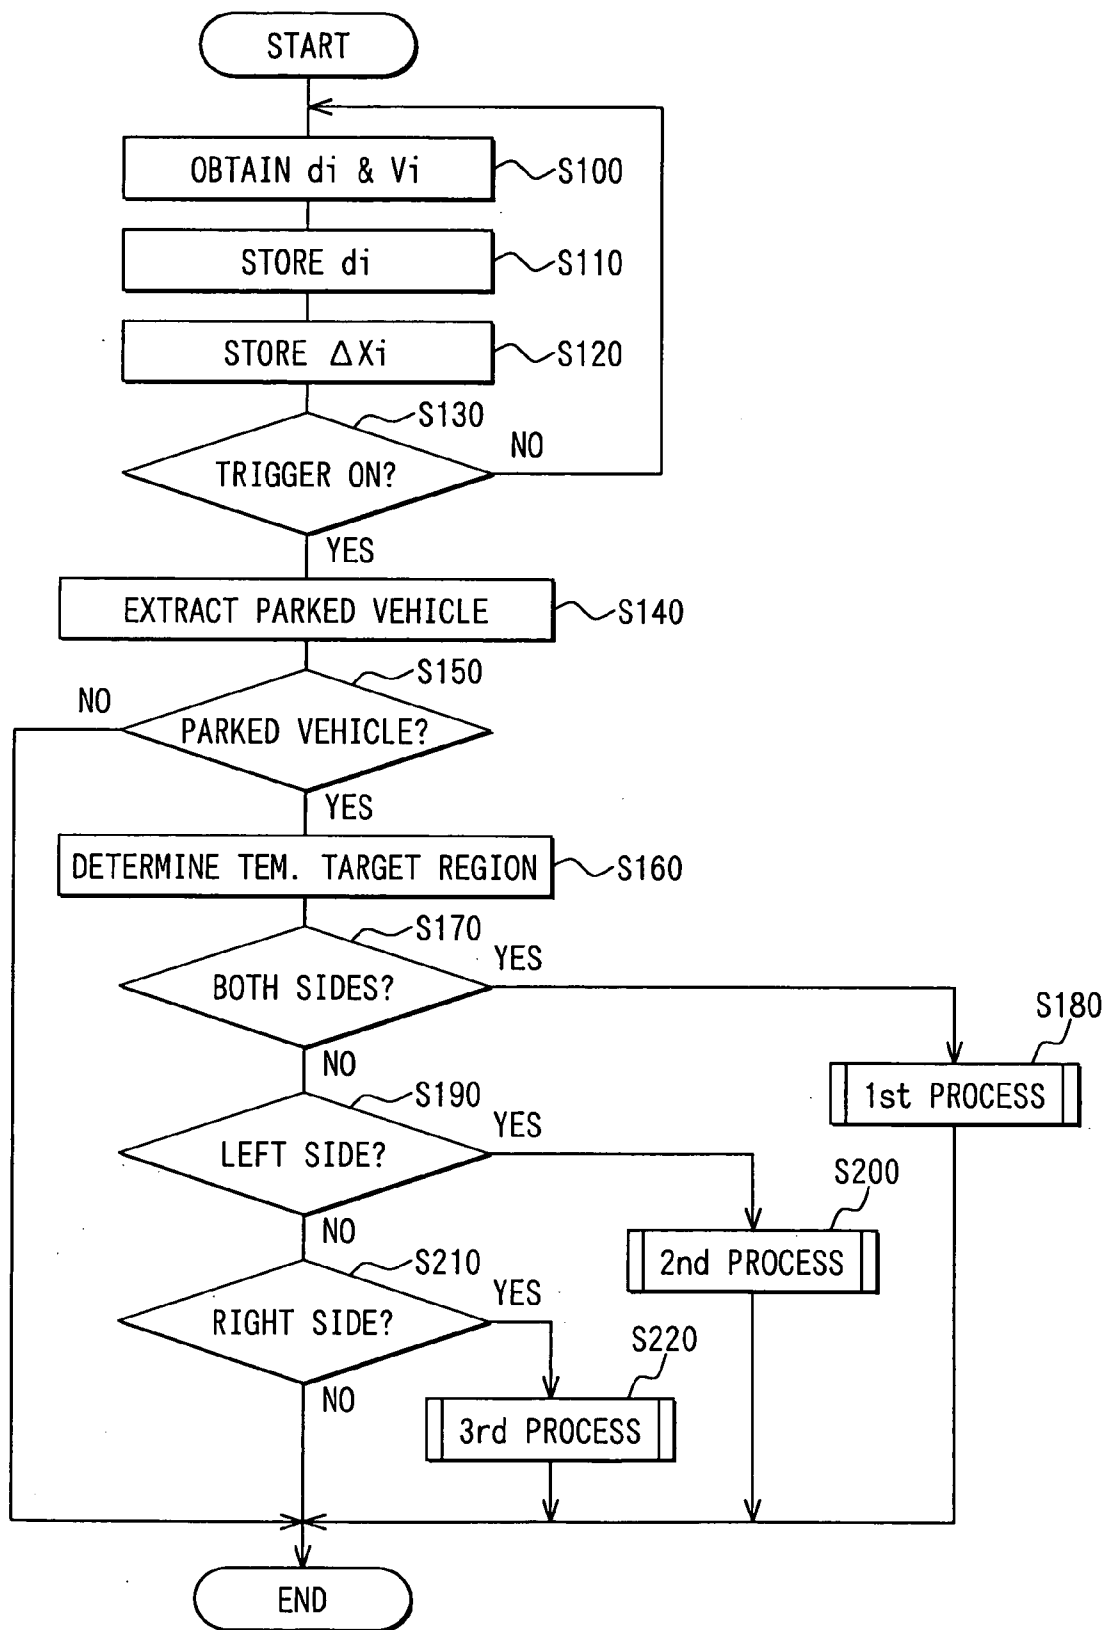 START
OBTAIN di & Vi
S100
STORE di
S110
STORE ΔXi
S120
S130
TRIGGER ON?
NO
YES
EXTRACT PARKED VEHICLE
S140
S150
NO
PARKED VEHICLE?
YES
DETERMINE TEM. TARGET REGION
S160
S170
BOTH SIDES?
YES
NO
S180
1st PROCESS
S190
LEFT SIDE?
YES
NO
S200
2nd PROCESS
S210
RIGHT SIDE?
YES
NO
S220
3rd PROCESS
END